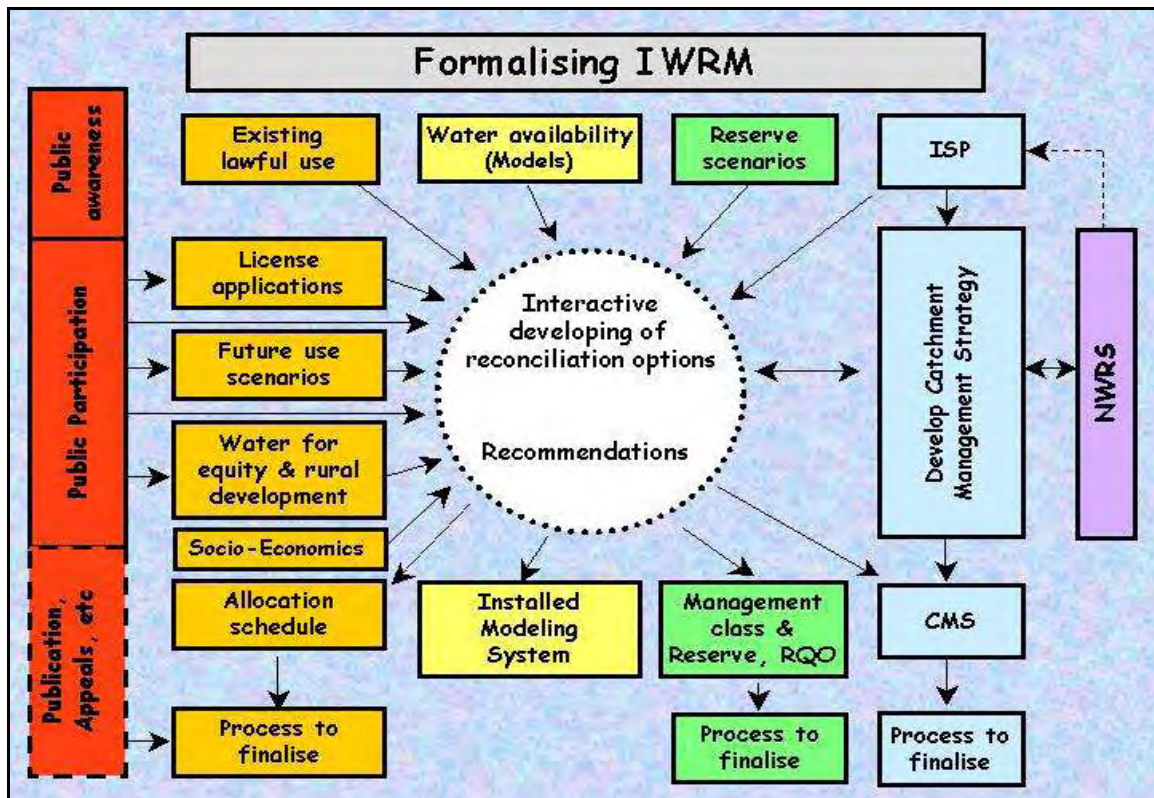 Formalising IWRM
Public
awareness
Public Participation
Publication,
Appeals, etc
Existing
lawful use
Water availability
(Models)
Reserve
scenarios
ISP
License
applications
Future use
scenarios
Water for
equity & rural
development
Socio-Economics
Interactive
developing of
reconciliation options
Recommendations
Develop Catchment
Management Strategy
NWRS
Allocation
schedule
Installed
Modeling
System
Management
class &
Reserve, RQO
CMS
Process to
finalise
Process to
finalise
Process to
finalise